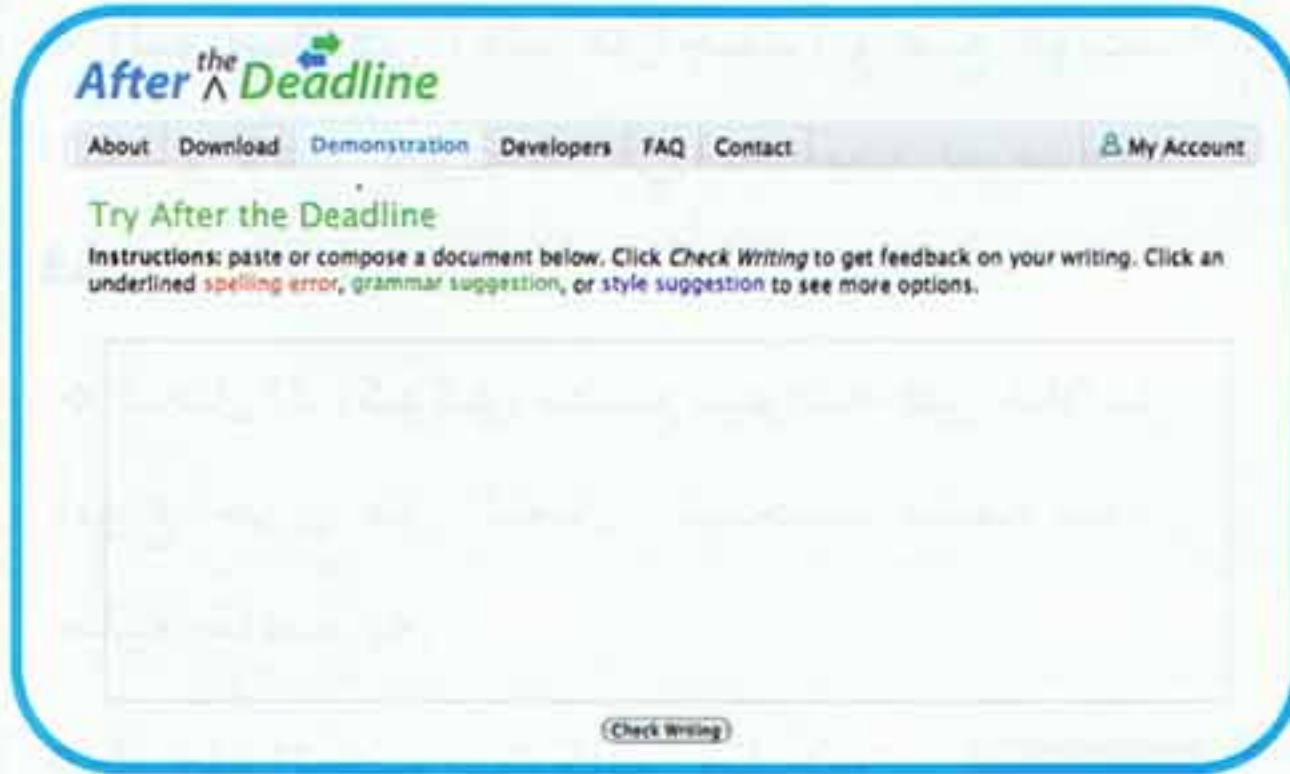 After the Deadline
About Download Demonstration Developers FAQ Contact My Account
Try After the Deadline
Instructions: paste or compose a document below. Click Check Writing to get feedback on your writing. Click an
underlined spelling error, grammar suggestion, or style suggestion to see more options.
Check Writing